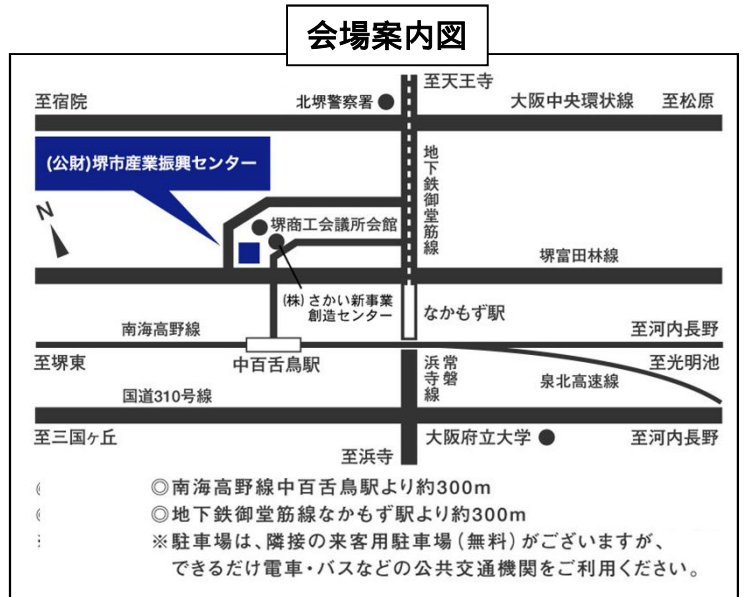 会場案内図
至天王寺
至宿院
北堺警察署
大阪中央環状線
至松原
(公財)堺市産業振興センター
地下鉄御堂筋線
N
堺商工会議所会館
堺富田林線
(株)さかい新事業
創造センター
なかもず駅
南海高野線
至河内長野
至堺東
中百舌鳥駅
常磐
浜寺線
至光明池
泉北高速線
国道310号線
至三国ヶ丘
大阪府立大学
至河内長野
至浜寺
◎南海高野線中百舌鳥駅より約300m
◎地下鉄御堂筋線なかもず駅より約300m
※駐車場は、隣接の来客用駐車場(無料)がございますが、
できるだけ電車・バスなどの公共交通機関をご利用ください。